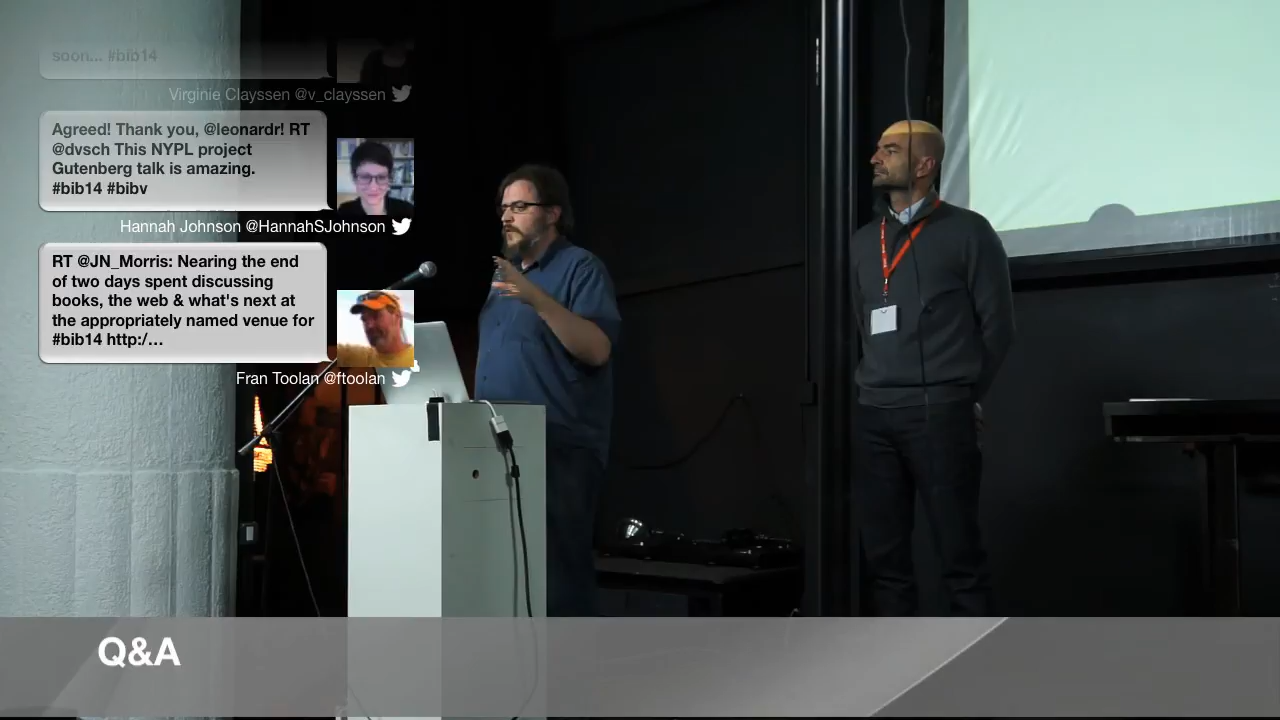 soon... #bib14
Virginie Clayssen @v_clayssen
Agreed! Thank you, @leonardr! RT
@dvsch This NYPL project
Gutenberg talk is amazing.
#bib14 #bibv
Hannah Johnson @HannahSJohnson
RT @JN_Morris: Nearing the end
of two days spent discussing
books, the web & what's next at
the appropriately named venue for
#bib14 http:/…
Fran Toolan @ftoolan
Q&A